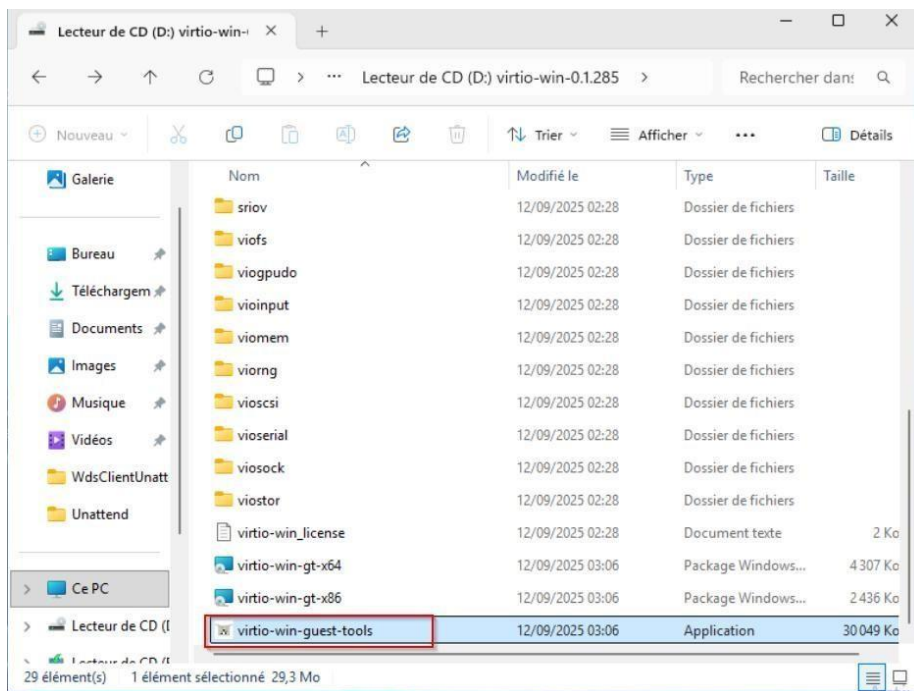 Lecteur de CD (D:) virtio-win-
Lecteur de CD (D:) virtio-win-0.1.285
Rechercher dans
Nouveau
Trier
Afficher
Détails
Nom Modifié le Type Taille
Galerie
Bureau
Téléchargem
Documents
Images
Musique
Vidéos
WdsClientUnatt
Unattend
Ce PC
Lecteur de CD (
sriov 12/09/2025 02:28 Dossier de fichiers
viofs 12/09/2025 02:28 Dossier de fichiers
viogpudo 12/09/2025 02:28 Dossier de fichiers
vioinput 12/09/2025 02:28 Dossier de fichiers
viomem 12/09/2025 02:28 Dossier de fichiers
viorng 12/09/2025 02:28 Dossier de fichiers
vioscsi 12/09/2025 02:28 Dossier de fichiers
vioserial 12/09/2025 02:28 Dossier de fichiers
viosock 12/09/2025 02:28 Dossier de fichiers
viostor 12/09/2025 02:28 Dossier de fichiers
virtio-win_license 12/09/2025 02:28 Document texte 2 Ko
virtio-win-gt-x64 12/09/2025 03:06 Package Windows... 4 307 Ko
virtio-win-gt-x86 12/09/2025 03:06 Package Windows... 2 436 Ko
virtio-win-guest-tools 12/09/2025 03:06 Application 30 049 Ko
29 élément(s) 1 élément sélectionné 29,3 Mo